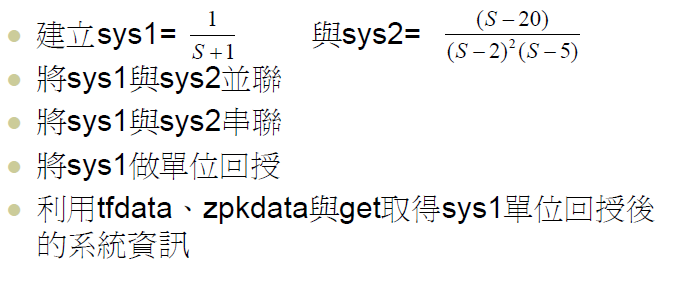 建立sys1= 1/(S+1) 與sys2= (S−20)/((S−2)²(S−5))
將sys1與sys2並聯
將sys1與sys2串聯
將sys1做單位回授
利用tfdata、zpkdata與get取得sys1單位回授後
的系統資訊